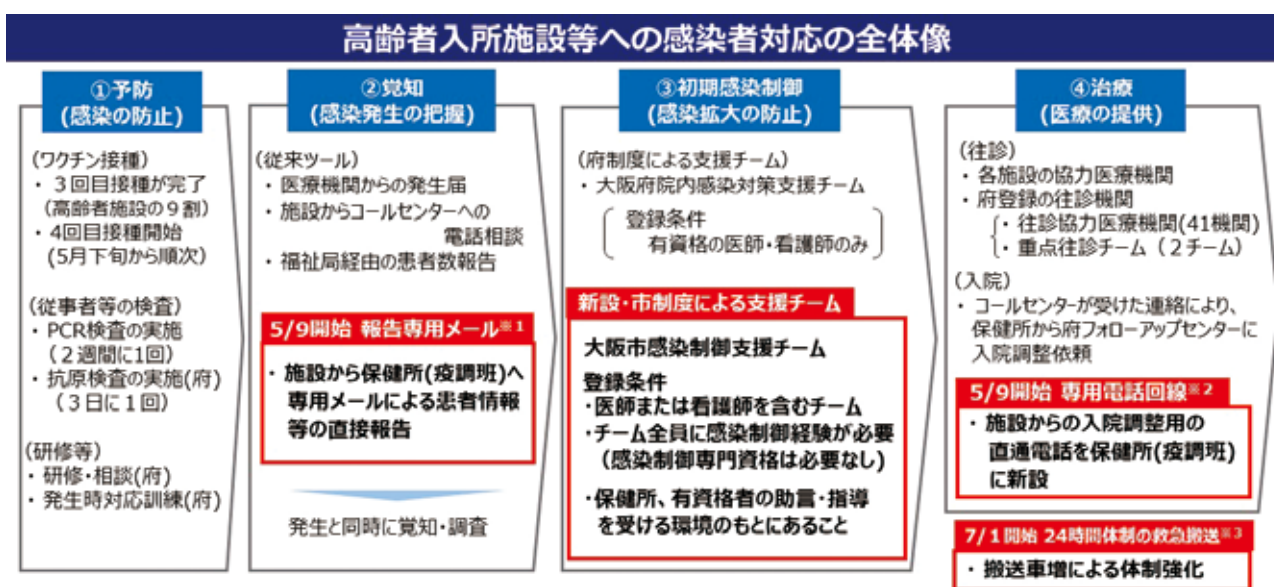 高齢者入所施設等への感染者対応の全体像
①予防
(感染の防止)
(ワクチン接種)
・３回目接種が完了
(高齢者施設の９割)
・4回目接種開始
(5月下旬から順次)
(従事者等の検査)
・PCR検査の実施
(２週間に1回)
・抗原検査の実施(府)
(３日に１回)
(研修等)
・研修・相談(府)
・発生時対応訓練(府)
②覚知
(感染発生の把握)
(従来ツール)
・医療機関からの発生届
・施設からコールセンターへの
電話相談
・福祉局経由の患者数報告
5/9開始 報告専用メール※1
・施設から保健所(疫調班)へ
専用メールによる患者情報
等の直接報告
発生と同時に覚知・調査
③初期感染制御
(感染拡大の防止)
(府制度による支援チーム)
・大阪府院内感染対策支援チーム
登録条件
有資格の医師・看護師のみ
新設・市制度による支援チーム
大阪市感染制御支援チーム
登録条件
・医師または看護師を含むチーム
・チーム全員に感染制御経験が必要
(感染制御専門資格は必要なし)
・保健所、有資格者の助言・指導
を受ける環境のもとにあること
④治療
(医療の提供)
(往診)
・各施設の協力医療機関
・府登録の往診機関
・往診協力医療機関(41機関)
・重点往診チーム（２チーム）
(入院)
・コールセンターが受けた連絡により、
保健所から府フォローアップセンターに
入院調整依頼
5/9開始 専用電話回線※2
・施設からの入院調整用の
直通電話を保健所(疫調班)
に新設
7/1開始 24時間体制の救急搬送※3
・搬送車増による体制強化